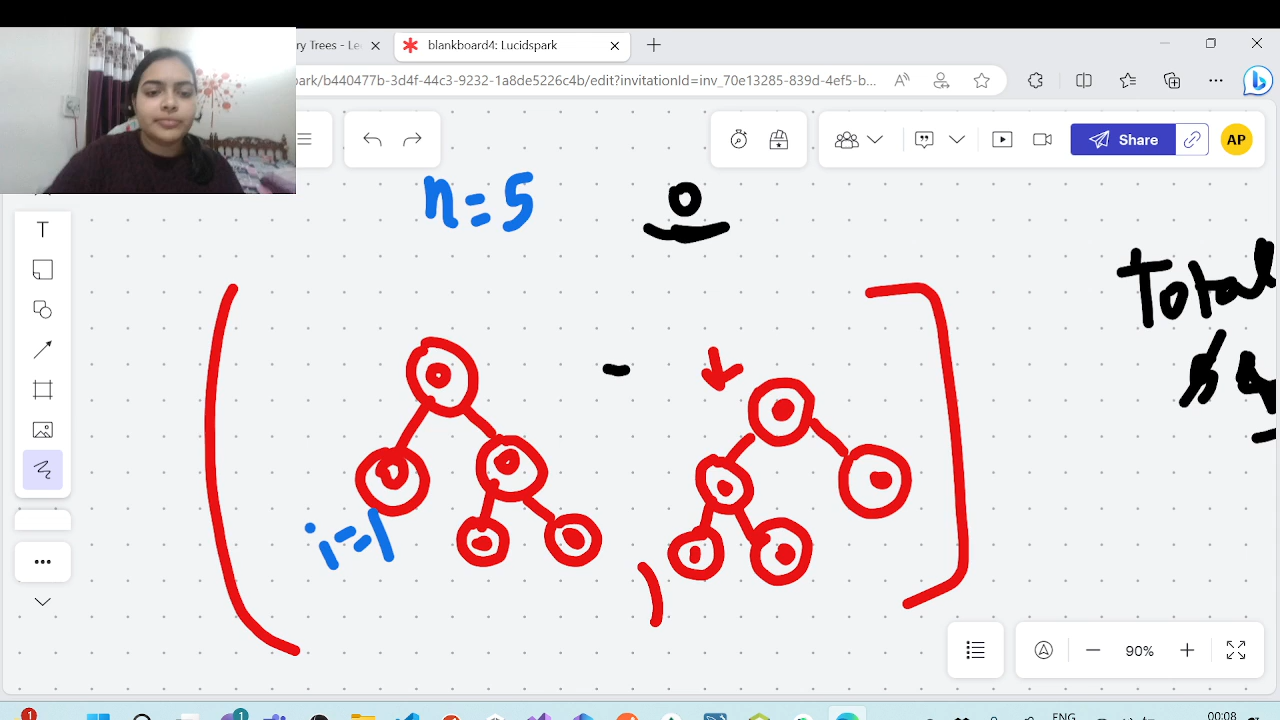 ry Trees - Le
blankboard4: Lucidspark
park/b440477b-3d4f-44c3-9232-1a8de5226c4b/edit?invitationId=inv_70e13285-839d-4ef5-b...
Share
AP
n=5
0
Total
i=1
T
90%
ENG
00:08